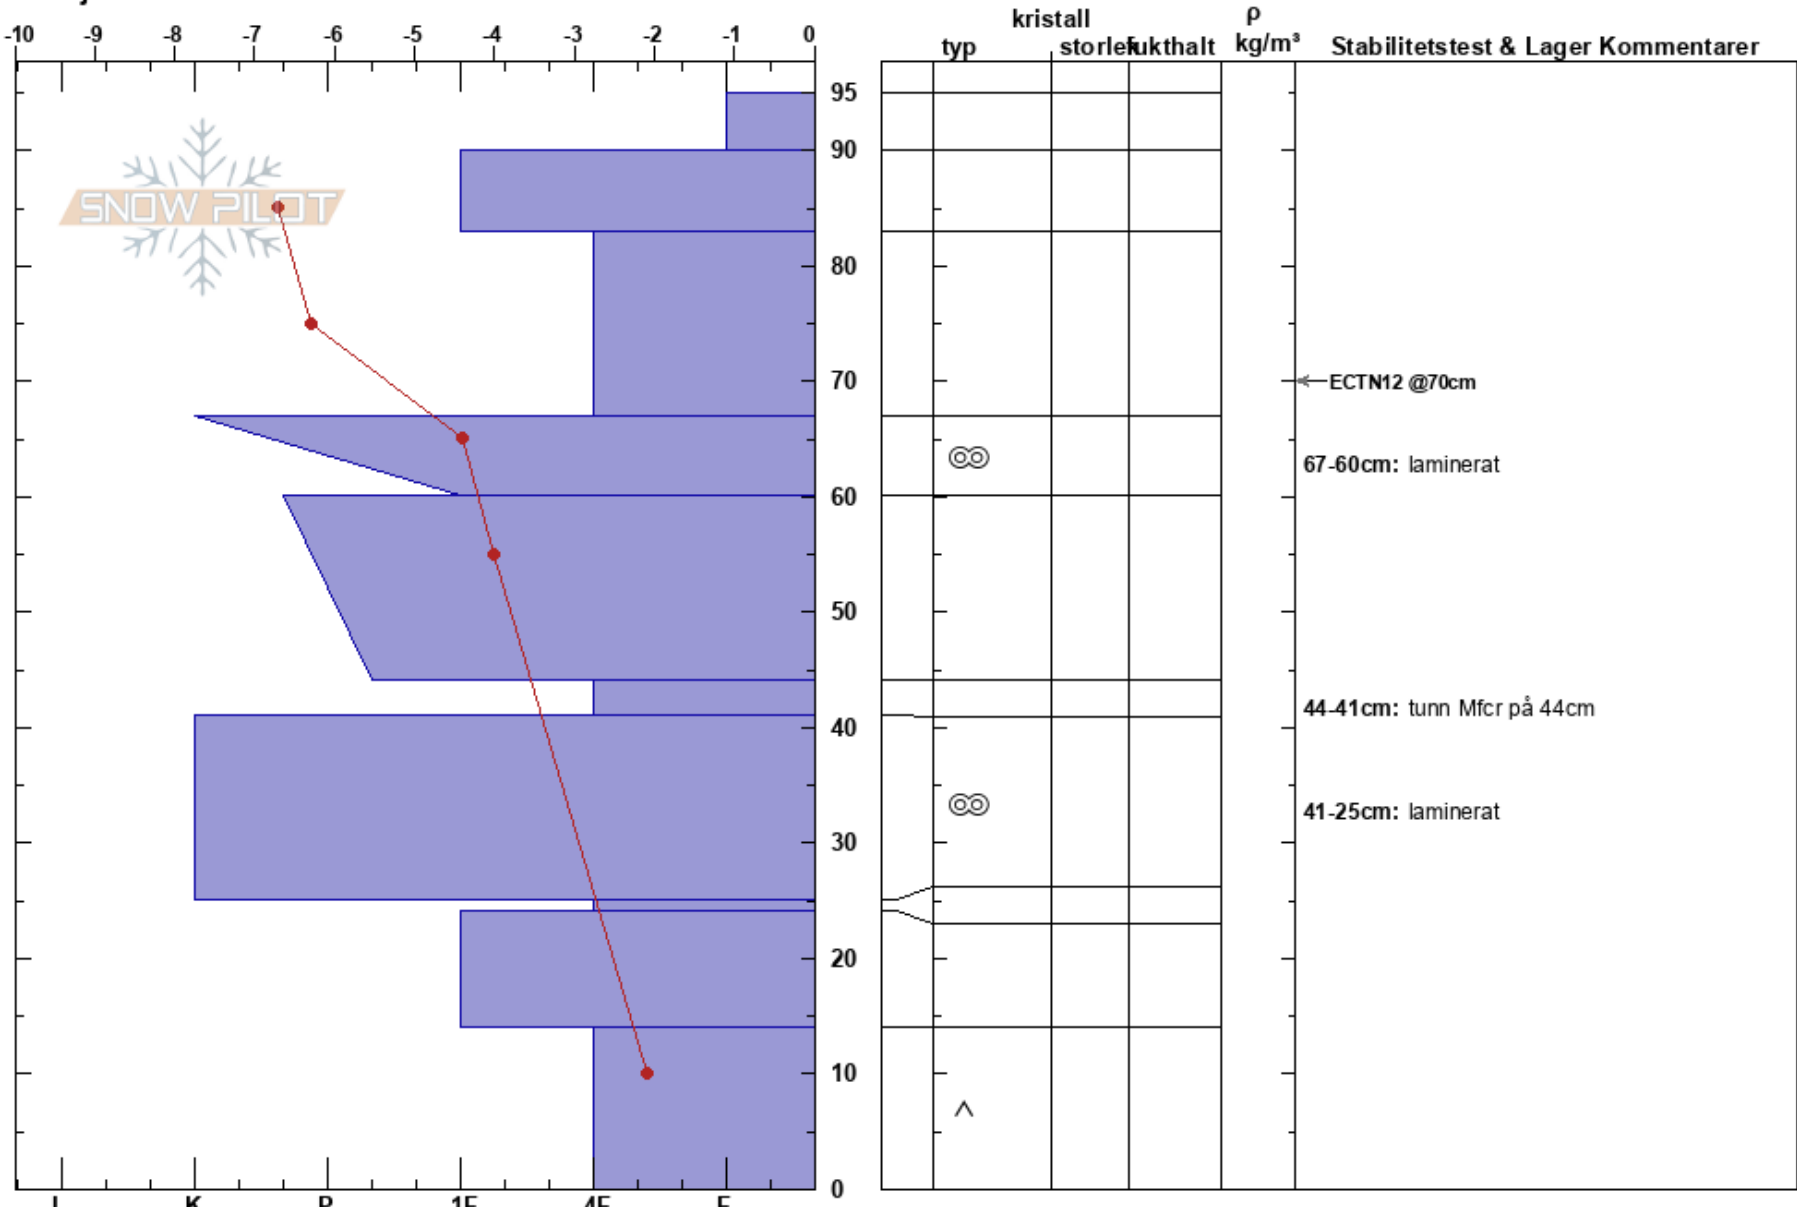 kristall ρ
-10 -9 -8 -7 -6 -5 -4 -3 -2 -1 0
typ storlek fukthalt kg/m³ Stabilitetstest & Lager Kommentarer
95
90
SNOW PILOT
80
70
ECTN12 @70cm
67-60cm: laminerat
60
50
44-41cm: tunn Mfcr på 44cm
40
41-25cm: laminerat
30
20
10
0
I K P 1F 4F F